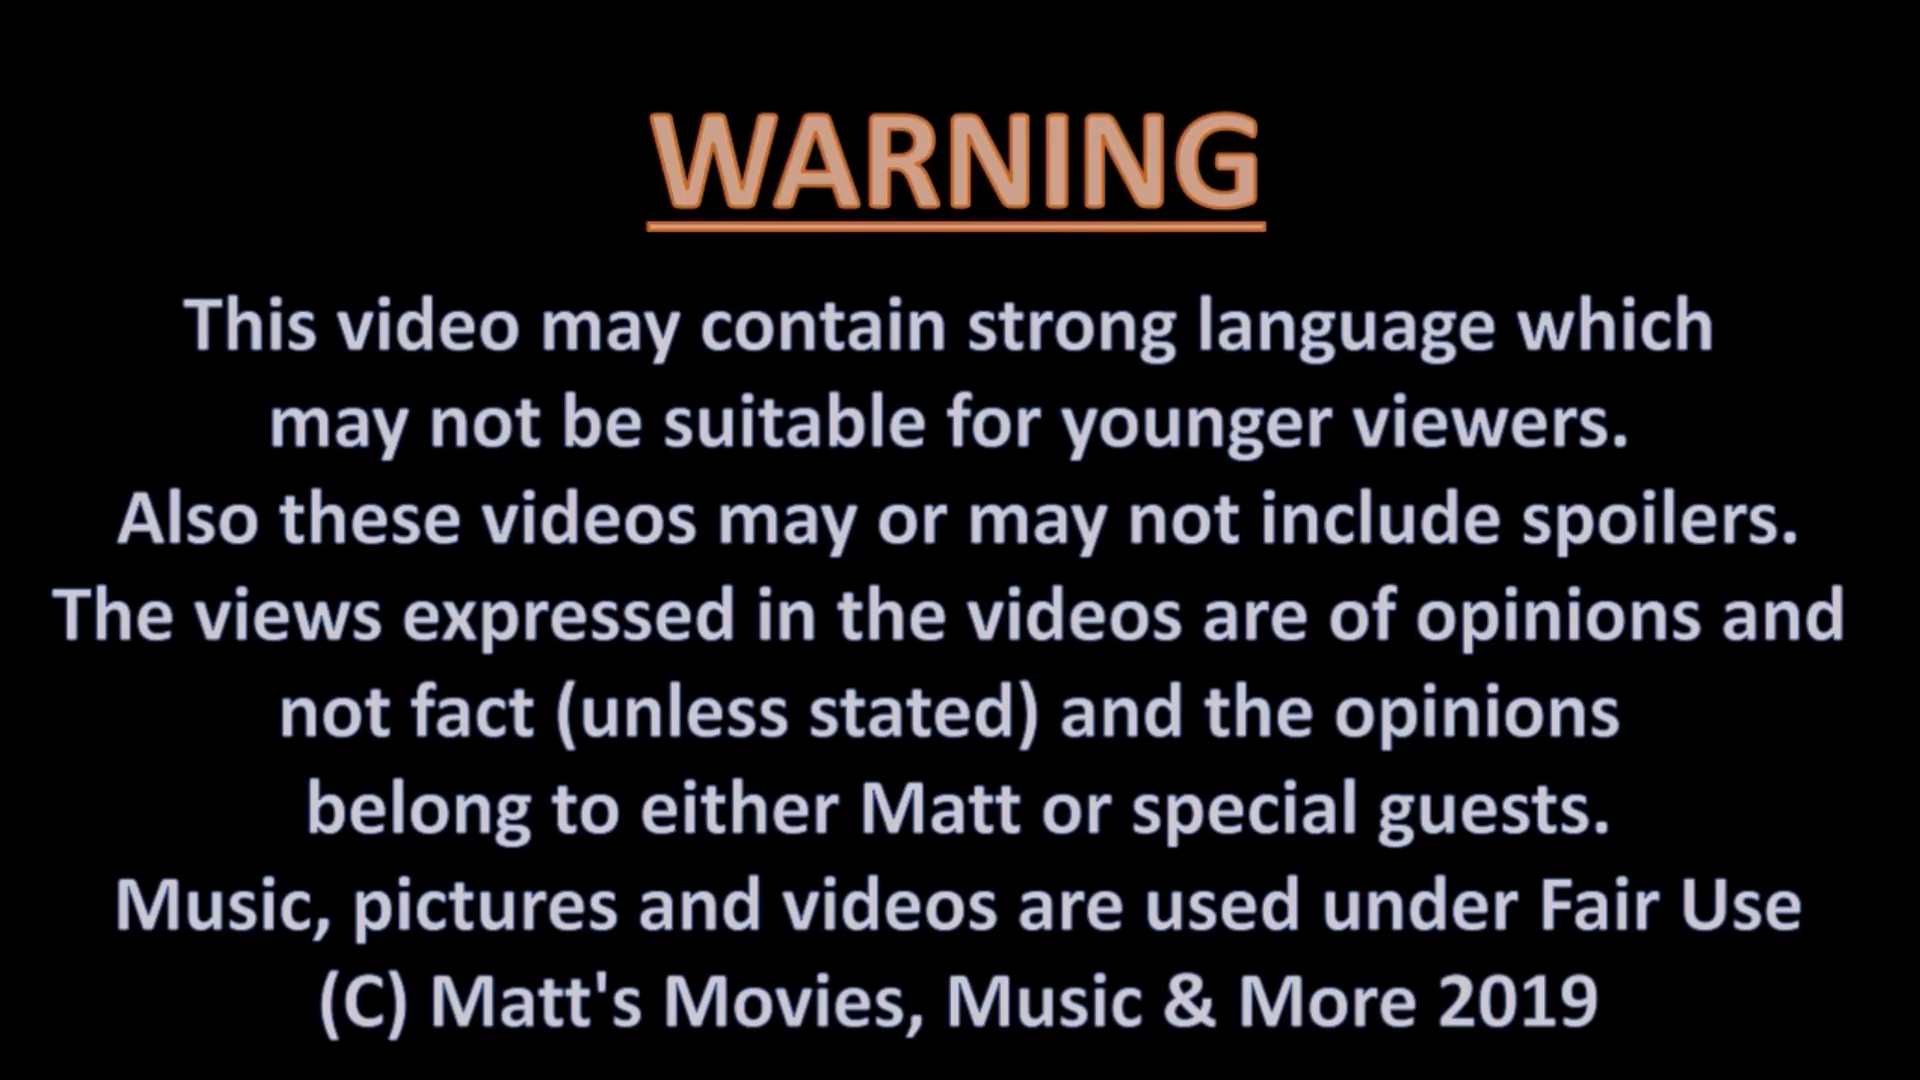 WARNING
This video may contain strong language which
may not be suitable for younger viewers.
Also these videos may or may not include spoilers.
The views expressed in the videos are of opinions and
not fact (unless stated) and the opinions
belong to either Matt or special guests.
Music, pictures and videos are used under Fair Use
(C) Matt's Movies, Music & More 2019